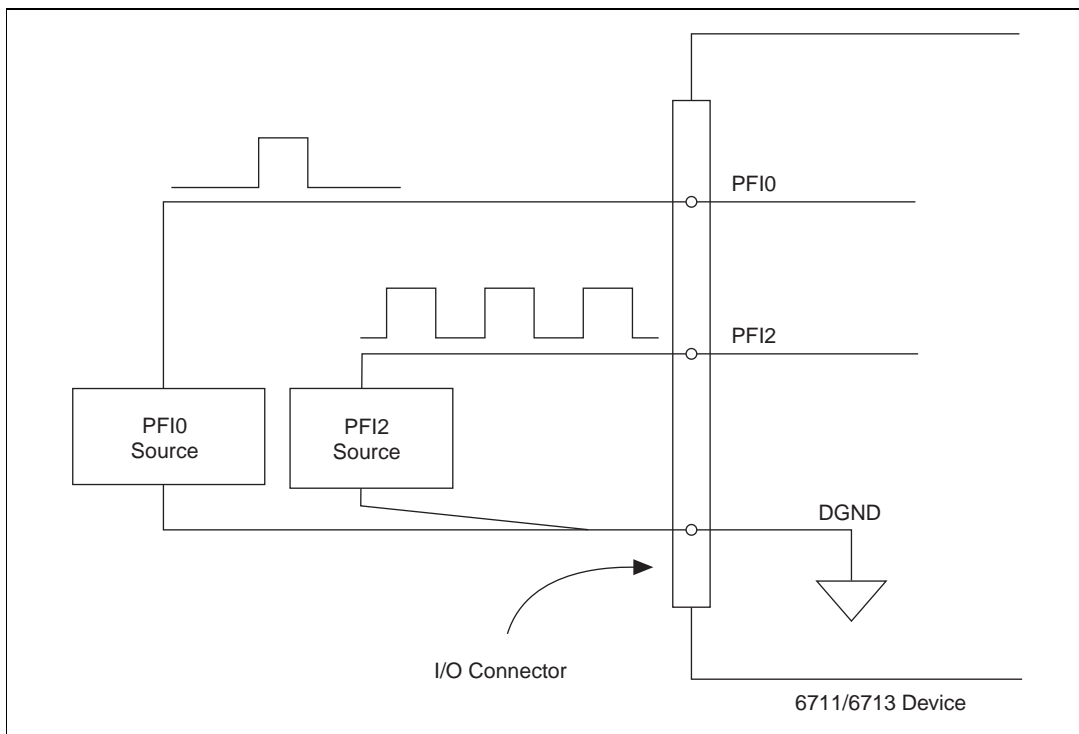 PFI0
PFI2
PFI0
Source
PFI2
Source
DGND
I/O Connector
6711/6713 Device